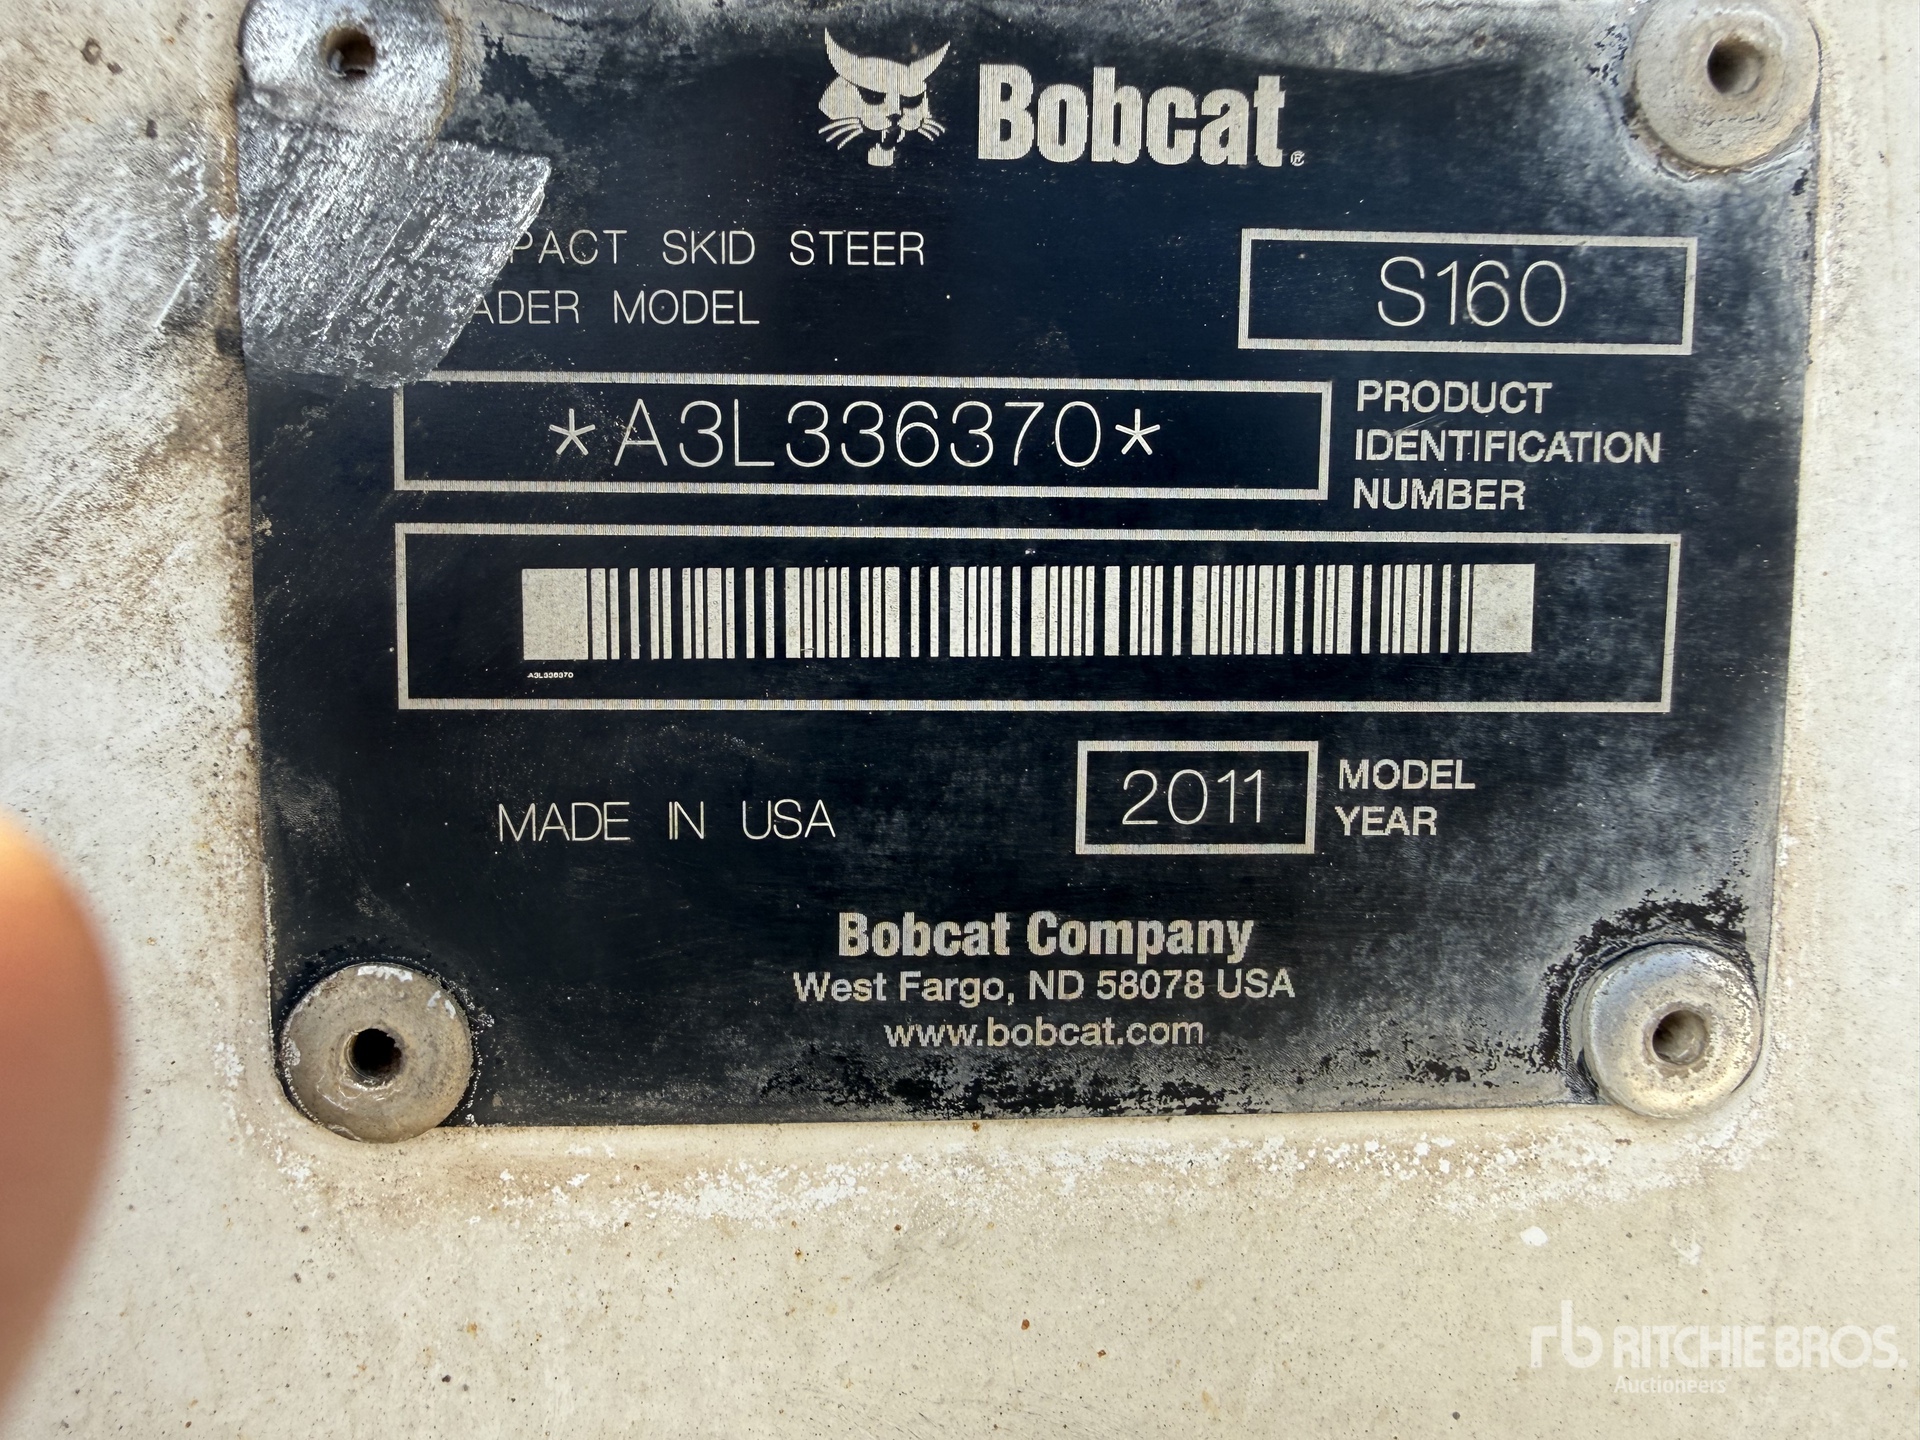 Bobcat®
PACT SKID STEER
ADER MODEL
S160
*A3L336370*
PRODUCT
IDENTIFICATION
NUMBER
A3L336370
MADE IN USA
2011
MODEL
YEAR
Bobcat Company
West Fargo, ND 58078 USA
www.bobcat.com
rb RITCHIE BROS.
Auctioneers